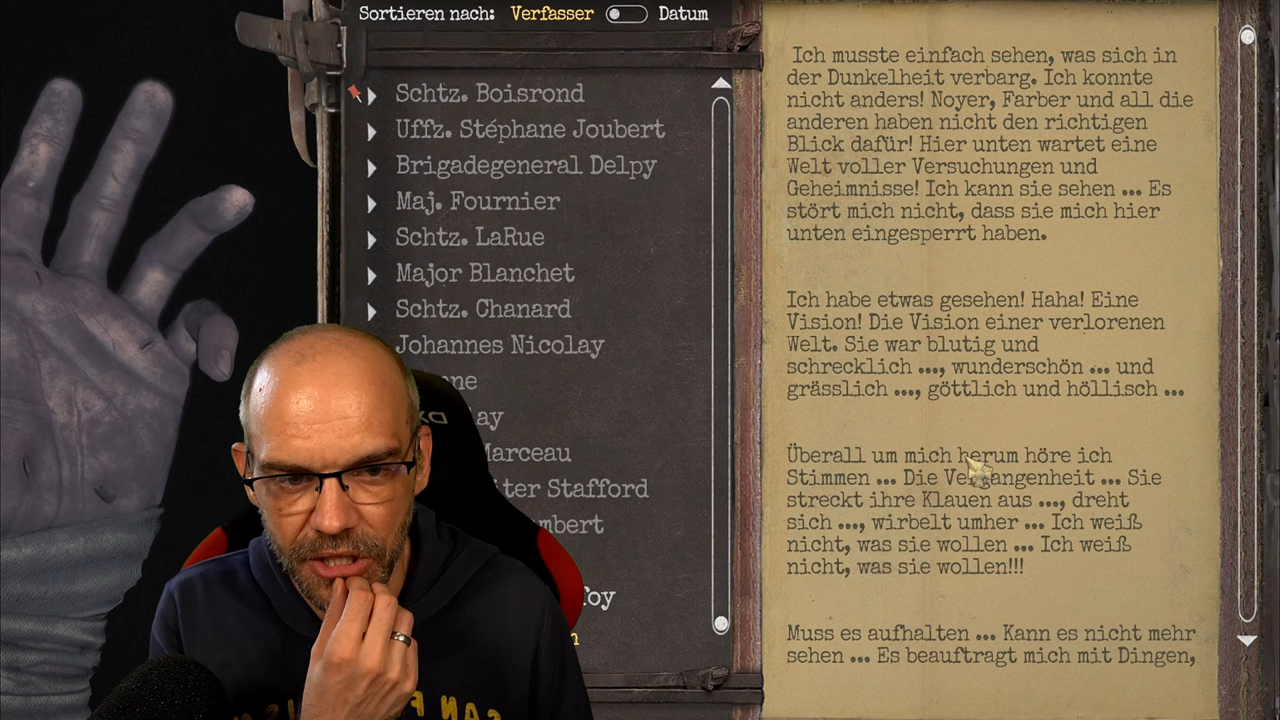 Sortieren nach: Verfasser Datum
Schtz. Boisrond
Uffz. Stéphane Joubert
Brigadegeneral Delpy
Maj. Fournier
Schtz. LaRue
Major Blanchet
Schtz. Chanard
Johannes Nicolay
ne
lay
Marceau
iter Stafford
mbert
foy
n
Ich musste einfach sehen, was sich in
der Dunkelheit verbarg. Ich konnte
nicht anders! Noyer, Farber und all die
anderen haben nicht den richtigen
Blick dafür! Hier unten wartet eine
Welt voller Versuchungen und
Geheimnisse! Ich kann sie sehen ... Es
stört mich nicht, dass sie mich hier
unten eingesperrt haben.
Ich habe etwas gesehen! Haha! Eine
Vision! Die Vision einer verlorenen
Welt. Sie war blutig und
schrecklich ..., wunderschön ... und
grässlich ..., göttlich und höllisch ...
Überall um mich herum höre ich
Stimmen ... Die Vergangenheit ... Sie
streckt ihre Klauen aus ..., dreht
sich ..., wirbelt umher ... Ich weiß
nicht, was sie wollen ... Ich weiß
nicht, was sie wollen!!!
Muss es aufhalten ... Kann es nicht mehr
sehen ... Es beauftragt mich mit Dingen,